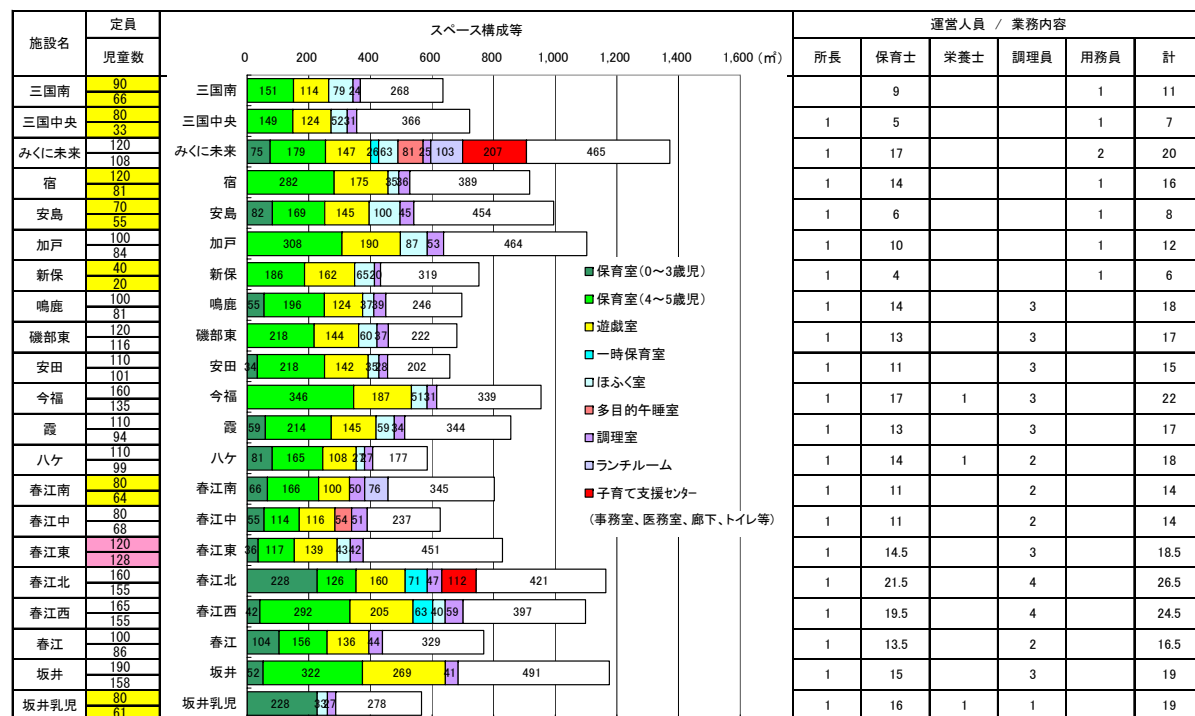 施設名 定員 スペース構成等 運営人員 / 業務内容
児童数 所長 保育士 栄養士 調理員 用務員 計
0 200 400 600 800 1,000 1,200 1,400 1,600 (㎡)
三国南 90 66 三国南 151 114 79 24 268 9 1 11
三国中央 80 33 三国中央 149 124 52 31 366 1 5 1 7
みくに未来 120 108 みくに未来 75 179 147 26 63 81 25 103 207 465 1 17 2 20
宿 120 81 宿 282 175 35 36 389 1 14 1 16
安島 70 55 安島 82 169 145 100 45 454 1 6 1 8
加戸 100 84 加戸 308 190 87 53 464 1 10 1 12
新保 40 20 新保 186 162 65 20 319 1 4 1 6
鳴鹿 100 81 鳴鹿 55 196 124 37 39 246 1 14 3 18
磯部東 120 116 磯部東 218 144 60 37 222 1 13 3 17
安田 110 101 安田 34 218 142 35 28 202 1 11 3 15
今福 160 135 今福 346 187 51 31 339 1 17 1 3 22
霞 110 94 霞 59 214 145 59 34 344 1 13 3 17
八ケ 110 99 八ケ 81 165 108 27 27 177 1 14 1 2 18
春江南 80 64 春江南 66 166 100 50 76 345 1 11 2 14
春江中 80 68 春江中 55 114 116 54 51 237 1 11 2 14
春江東 120 128 春江東 36 117 139 43 42 451 1 14.5 3 18.5
春江北 160 155 春江北 228 126 160 71 47 112 421 1 21.5 4 26.5
春江西 165 155 春江西 42 292 205 63 40 59 397 1 19.5 4 24.5
春江 100 86 春江 104 156 136 44 329 1 13.5 2 16.5
坂井 190 158 坂井 52 322 269 41 491 1 15 3 19
坂井乳児 80 61 坂井乳児 228 33 27 278 1 16 1 1 19
保育室(0～3歳児)
保育室(4～5歳児)
遊戯室
一時保育室
ほふく室
多目的午睡室
調理室
ランチルーム
子育て支援センター
(事務室、医務室、廊下、トイレ等)